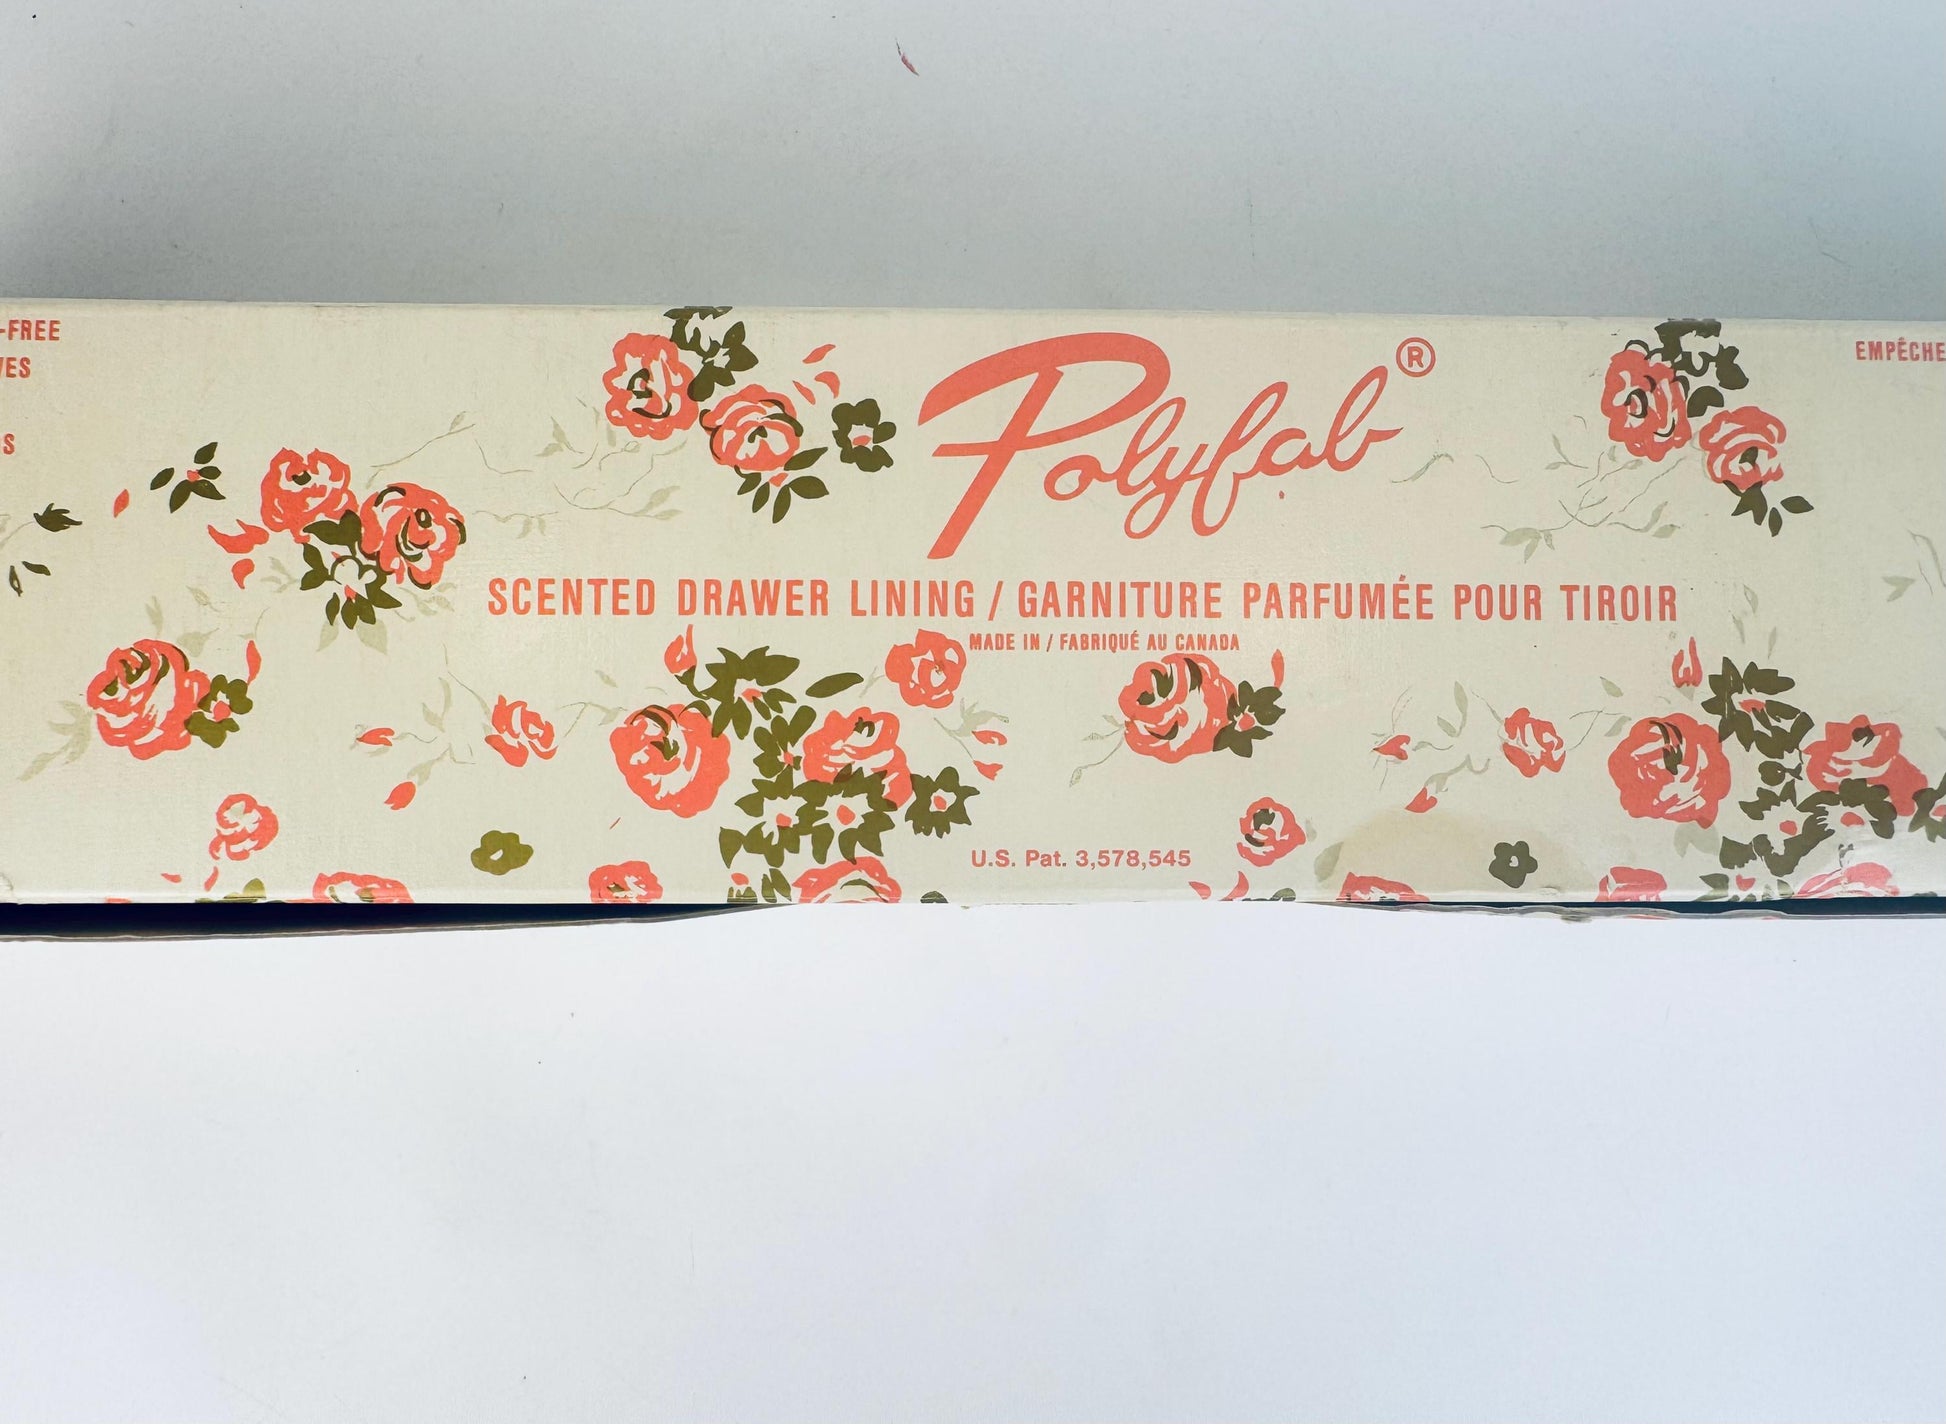 -FREE
Polyfab®
EMPÊCHE
SCENTED DRAWER LINING / GARNITURE PARFUMÉE POUR TIROIR
MADE IN / FABRIQUÉ AU CANADA
U.S. Pat. 3,578,545